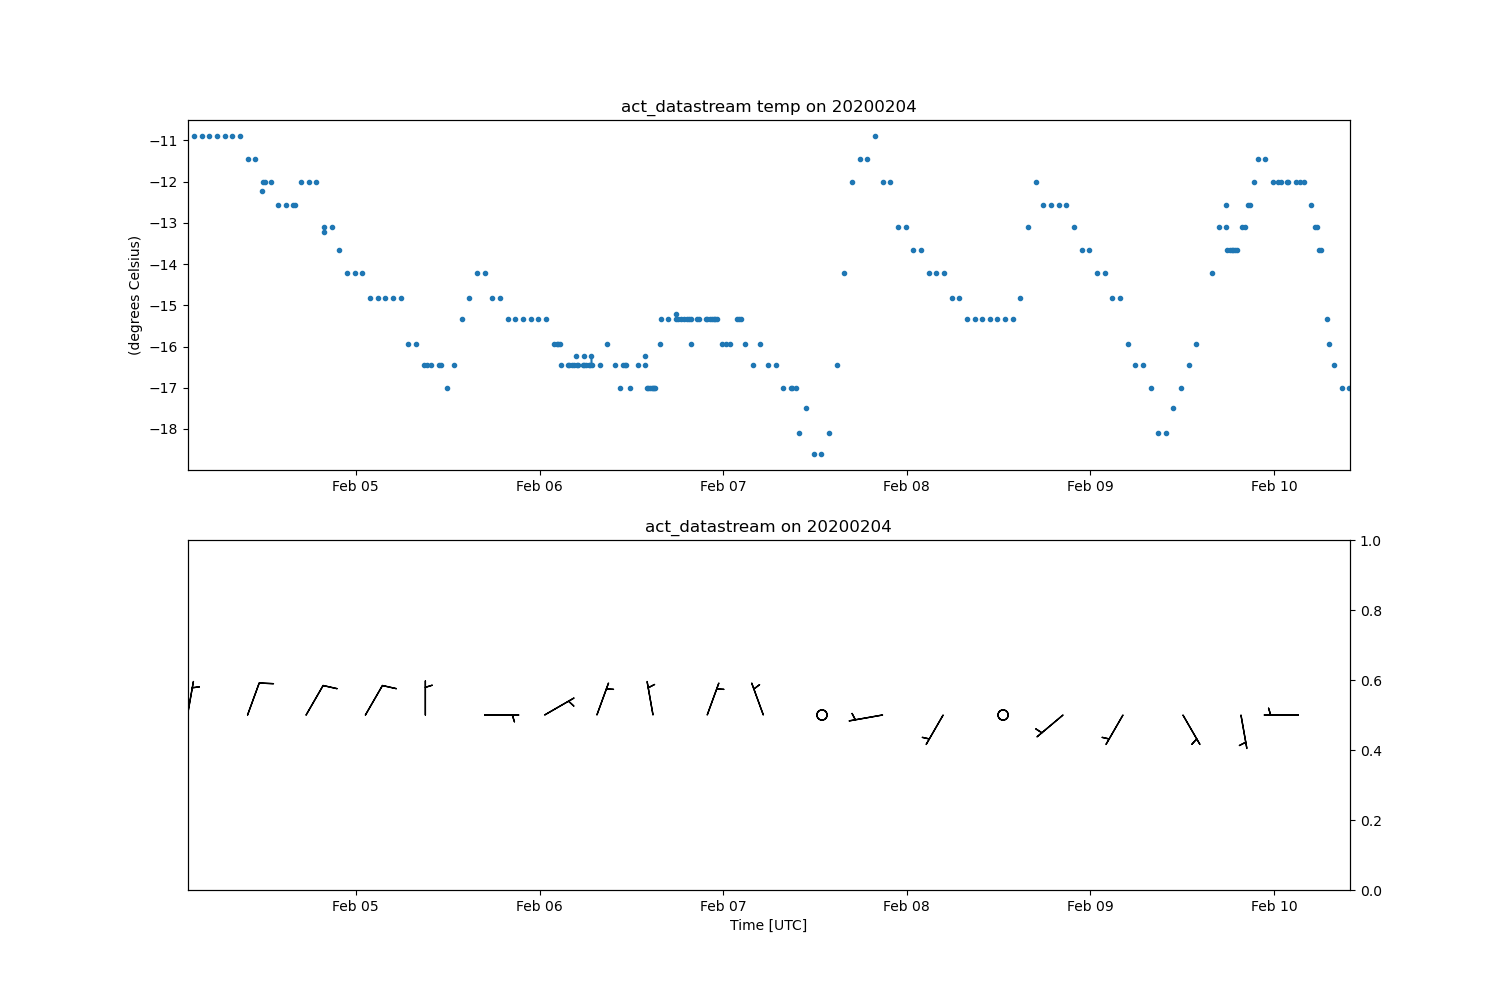 act_datastream temp on 20200204
−11
−12
−13
−14
−15
−16
−17
−18
(degrees Celsius)
Feb 05 Feb 06 Feb 07 Feb 08 Feb 09 Feb 10
act_datastream on 20200204
1.0
0.8
0.6
0.4
0.2
0.0
Feb 05 Feb 06 Feb 07 Feb 08 Feb 09 Feb 10
Time [UTC]